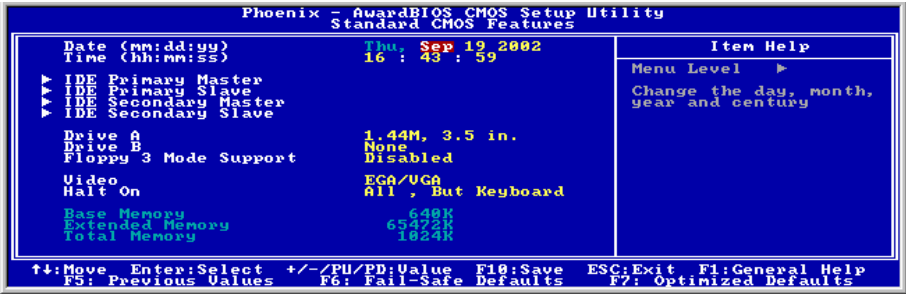 Phoenix - AwardBIOS CMOS Setup Utility
Standard CMOS Features
Date (mm:dd:yy) Thu, Sep 19 2002
Time (hh:mm:ss) 16 : 43 : 59
► IDE Primary Master
► IDE Primary Slave
► IDE Secondary Master
► IDE Secondary Slave
Drive A 1.44M, 3.5 in.
Drive B None
Floppy 3 Mode Support Disabled
Video EGA/VGA
Halt On All , But Keyboard
Base Memory 640K
Extended Memory 65472K
Total Memory 1024K
Item Help
Menu Level ►
Change the day, month,
year and century
↑↓:Move Enter:Select +/-/PU/PD:Value F10:Save ESC:Exit F1:General Help
F5: Previous Values F6: Fail-Safe Defaults F7: Optimized Defaults